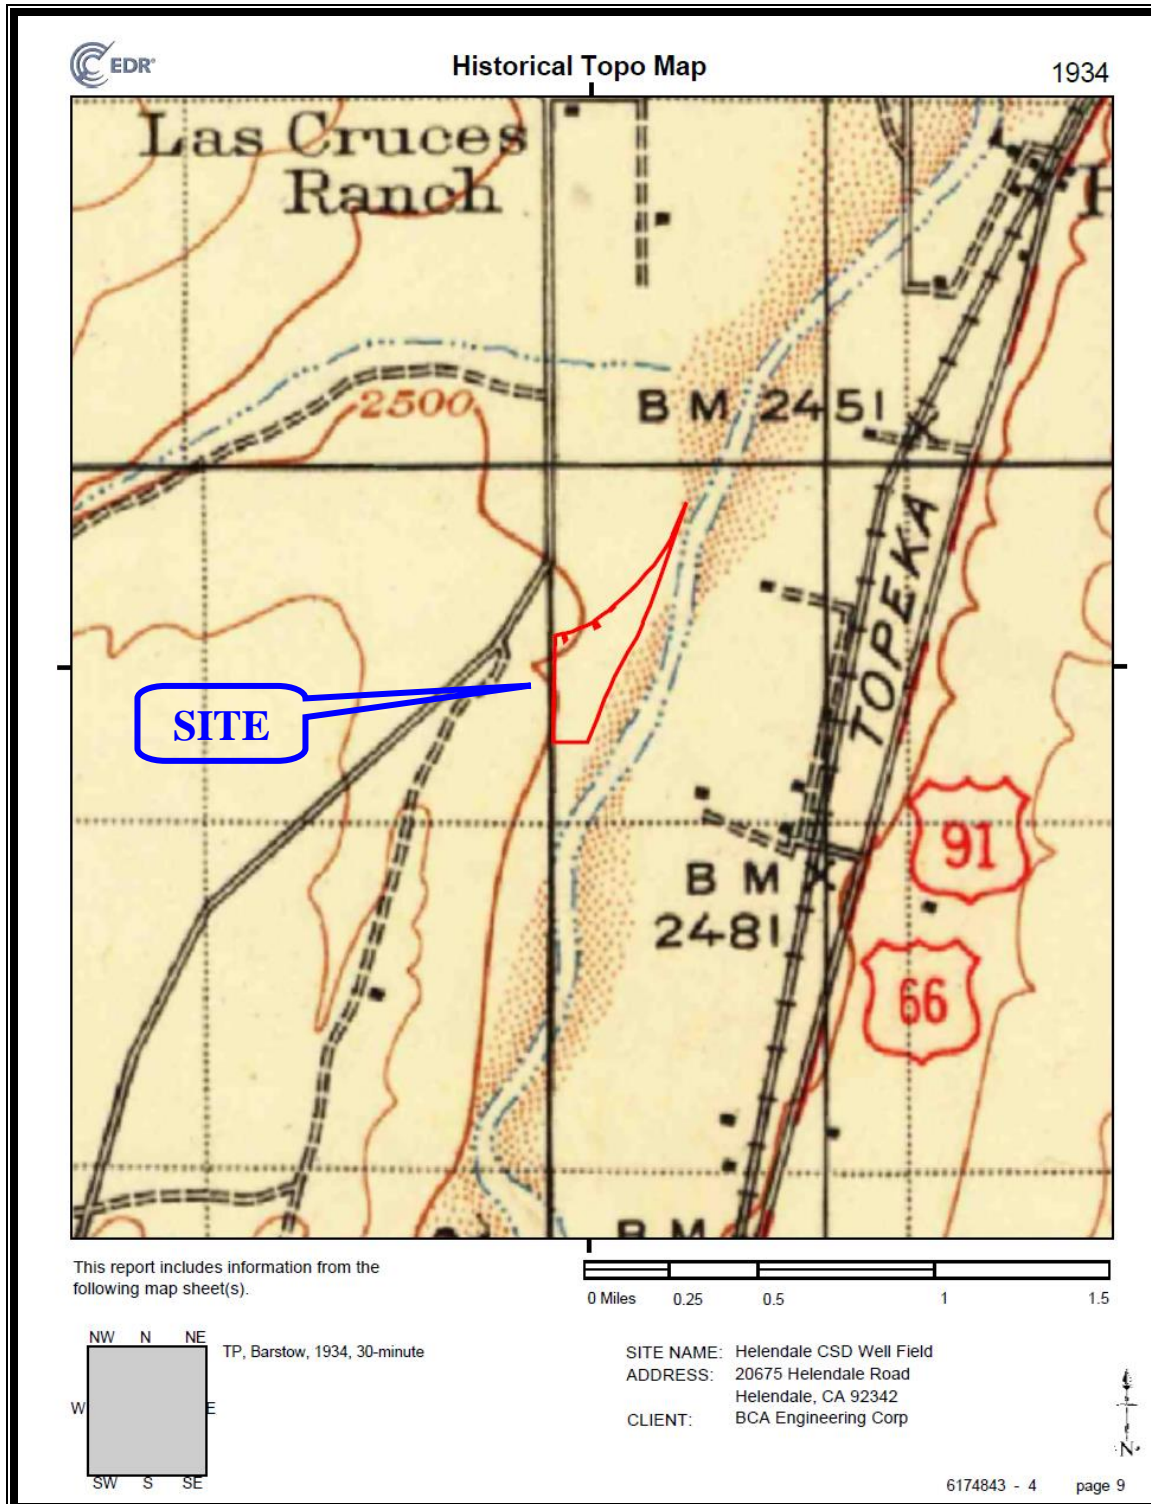 EDR®
Historical Topo Map
1934
Las Cruces
Ranch
2500
B M 2451
TOPEKA
SITE
91
B M
2481
66
B M
This report includes information from the
following map sheet(s).
0 Miles 0.25 0.5 1 1.5
NW N NE
W E
SW S SE
TP, Barstow, 1934, 30-minute
SITE NAME: Helendale CSD Well Field
ADDRESS: 20675 Helendale Road
Helendale, CA 92342
CLIENT: BCA Engineering Corp
N
6174843 - 4 page 9